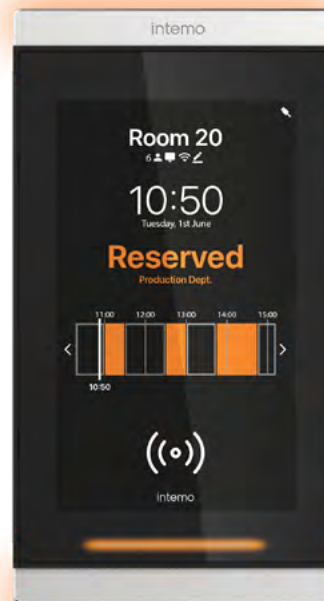 intemo
Room 20
6
10:50
Tuesday, 1st June
Reserved
Production Dept.
11:00 12:00 13:00 14:00 15:00
10:50
intemo